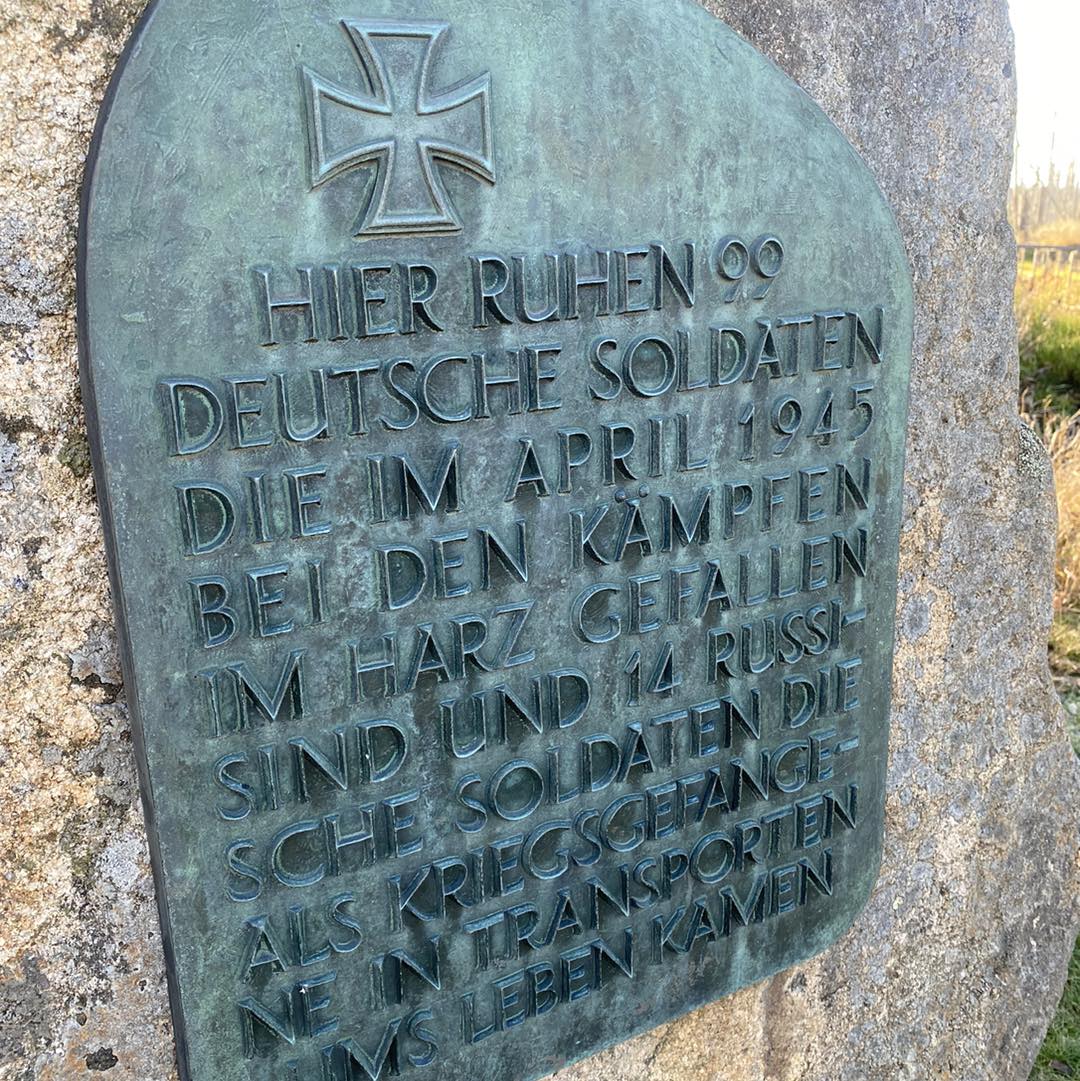 HIER RUHEN 99
DEUTSCHE SOLDATEN
DIE IM APRIL 1945
BEI DEN KÄMPFEN
IM HARZ GEFALLEN
SIND UND 14 RUSSI-
SCHE SOLDATEN DIE
ALS KRIEGSGEFANGE-
NE IN TRANSPORTEN
UMS LEBEN KAMEN